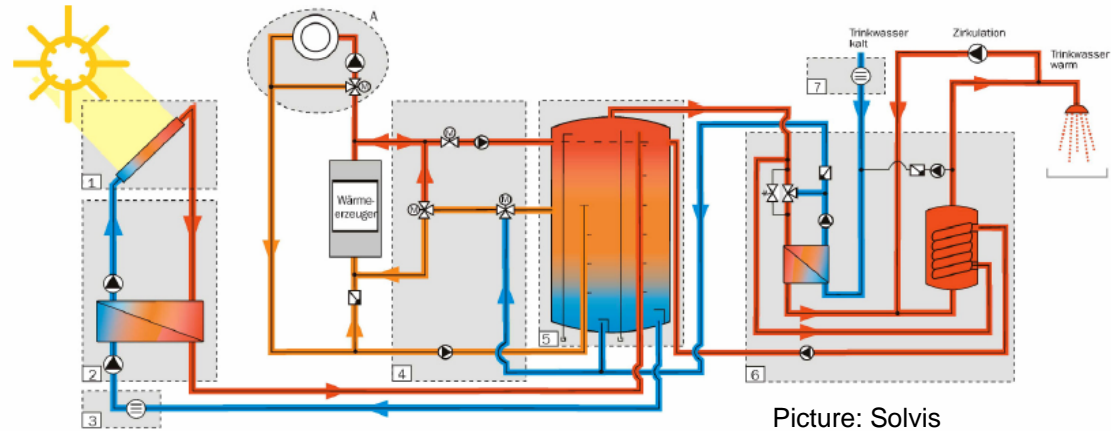 A
Trinkwasser
kalt
Zirkulation
Trinkwasser
warm
7
M
M
1
Wärme-
erzeuger
M
M
2
3
4
5
6
Picture: Solvis